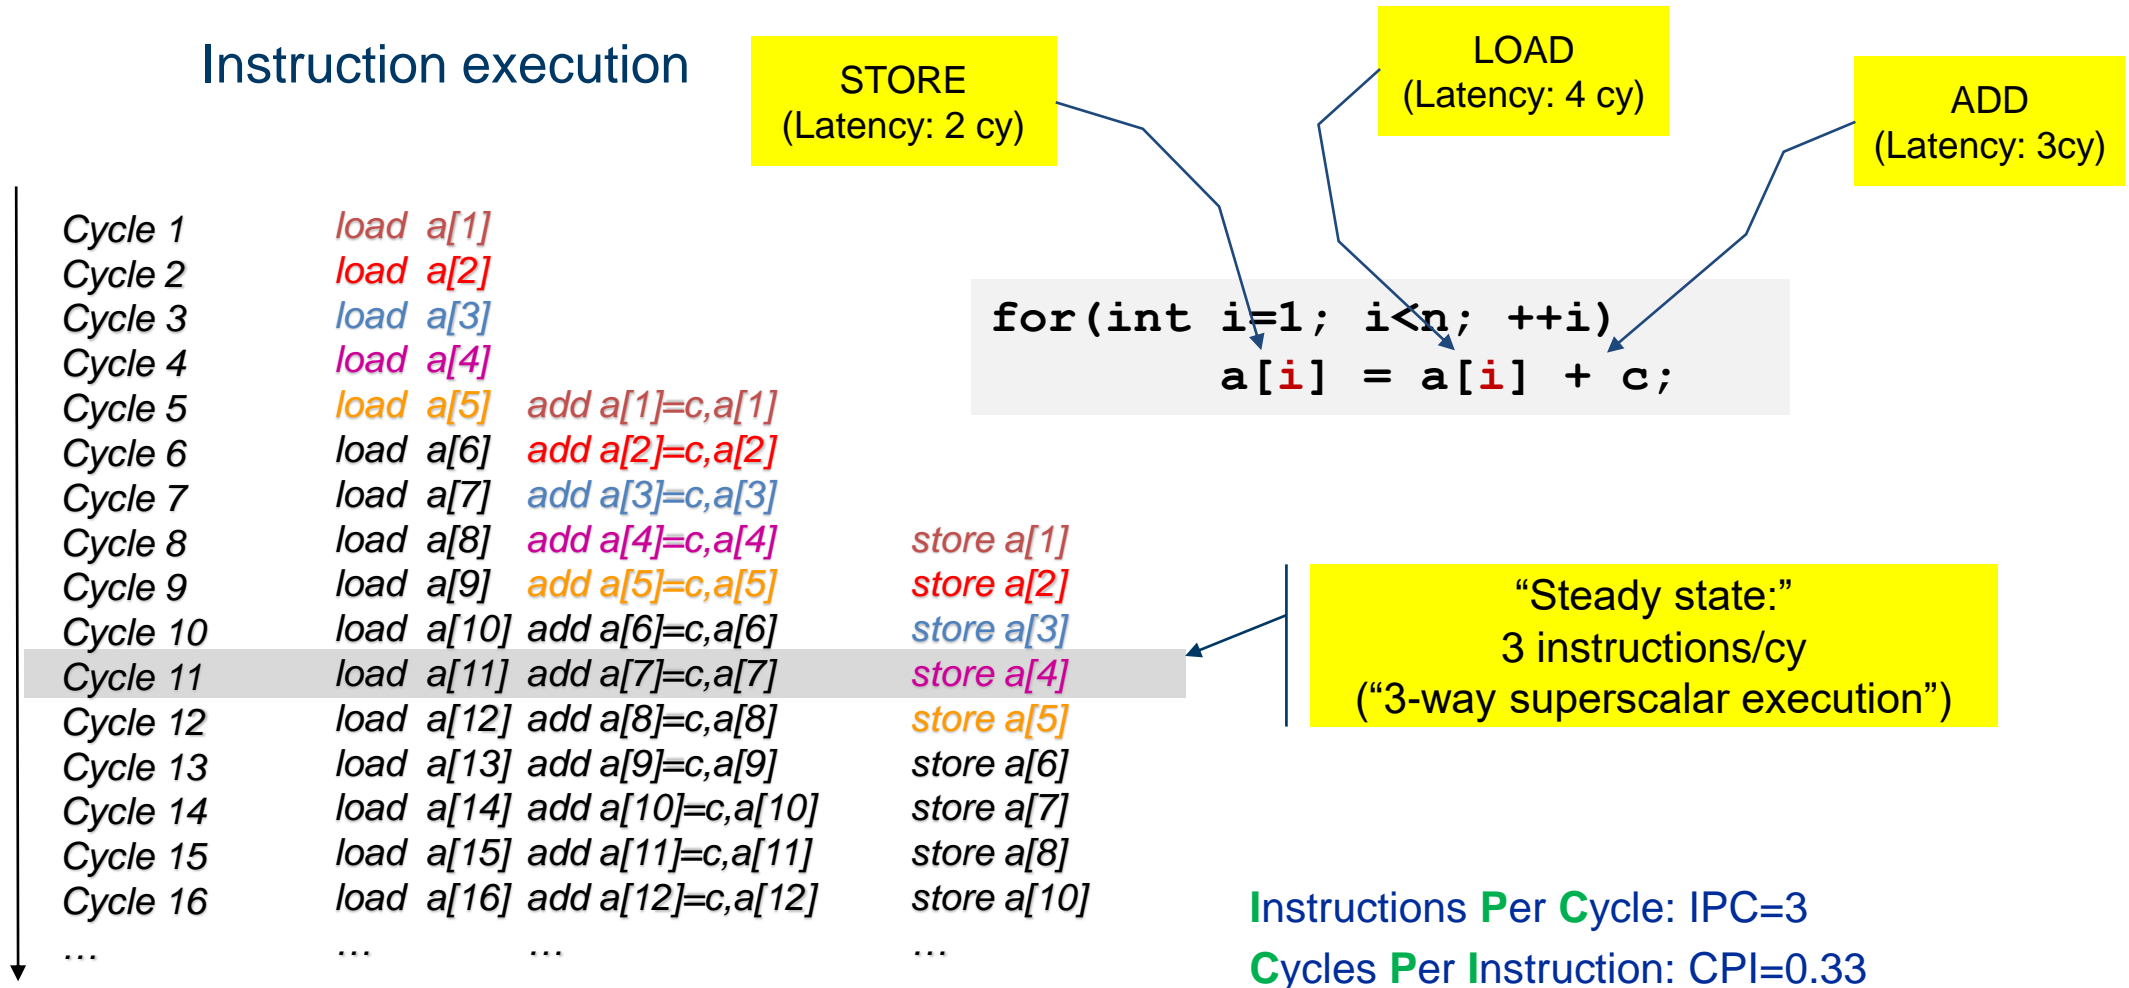 Instruction execution
STORE
(Latency: 2 cy)
LOAD
(Latency: 4 cy)
ADD
(Latency: 3cy)
for(int i=1; i<n; ++i)
a[i] = a[i] + c;
Cycle 1 load a[1]
Cycle 2 load a[2]
Cycle 3 load a[3]
Cycle 4 load a[4]
Cycle 5 load a[5] add a[1]=c,a[1]
Cycle 6 load a[6] add a[2]=c,a[2]
Cycle 7 load a[7] add a[3]=c,a[3]
Cycle 8 load a[8] add a[4]=c,a[4] store a[1]
Cycle 9 load a[9] add a[5]=c,a[5] store a[2]
Cycle 10 load a[10] add a[6]=c,a[6] store a[3]
Cycle 11 load a[11] add a[7]=c,a[7] store a[4]
Cycle 12 load a[12] add a[8]=c,a[8] store a[5]
Cycle 13 load a[13] add a[9]=c,a[9] store a[6]
Cycle 14 load a[14] add a[10]=c,a[10] store a[7]
Cycle 15 load a[15] add a[11]=c,a[11] store a[8]
Cycle 16 load a[16] add a[12]=c,a[12] store a[10]
… … … …
“Steady state:”
3 instructions/cy
(“3-way superscalar execution”)
Instructions Per Cycle: IPC=3
Cycles Per Instruction: CPI=0.33